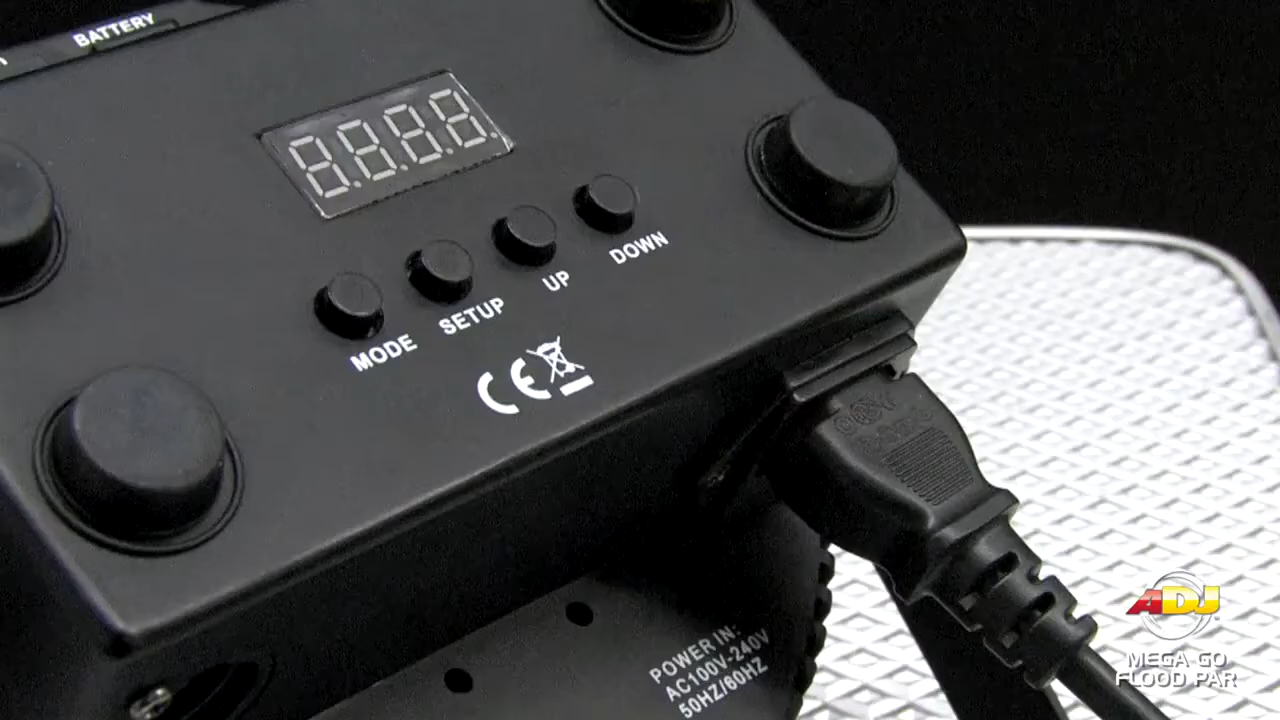 BATTERY
8.8.8.8.
MODE
SETUP
UP
DOWN
CE
POWER IN:
AC100V-240V
50HZ/60HZ
ADJ
MEGA GO
FLOOD PAR